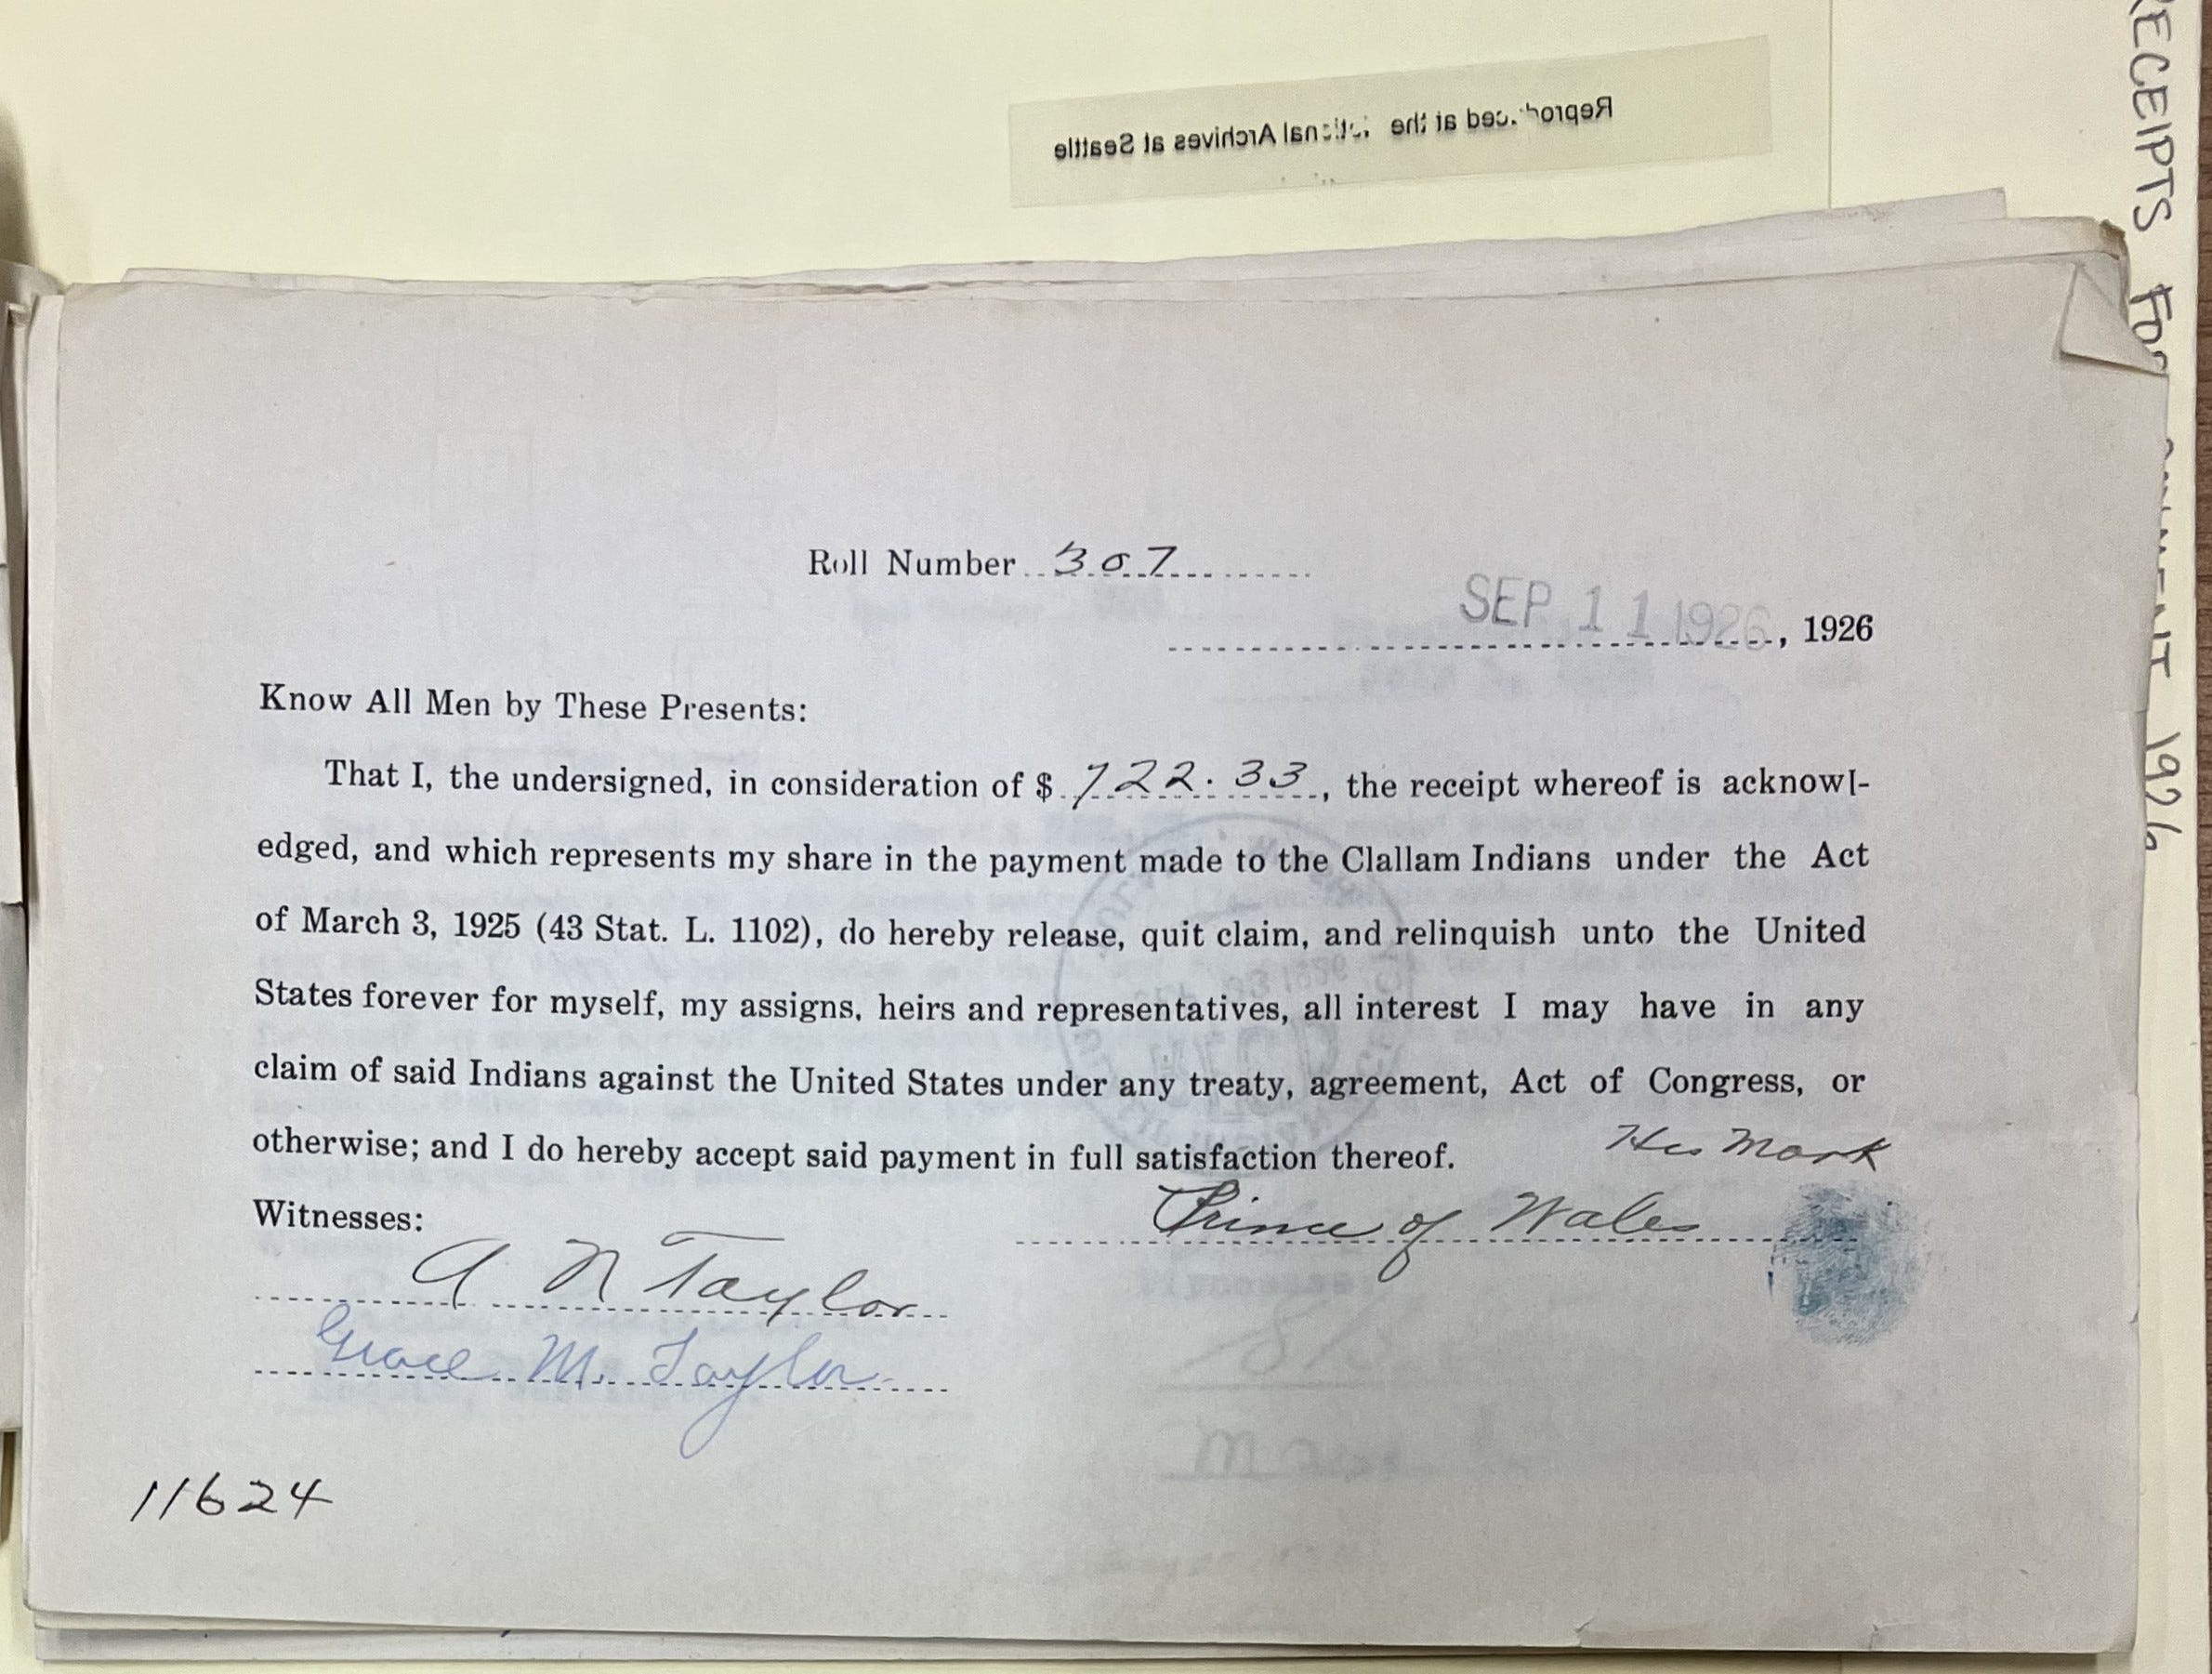 Reproduced at the National Archives at Seattle
RECEIPTS FOR PAYMENT 1926
Roll Number 307
SEP 11 1926, 1926
Know All Men by These Presents:
That I, the undersigned, in consideration of $ 722.33, the receipt whereof is acknowl-
edged, and which represents my share in the payment made to the Clallam Indians under the Act
of March 3, 1925 (43 Stat. L. 1102), do hereby release, quit claim, and relinquish unto the United
States forever for myself, my assigns, heirs and representatives, all interest I may have in any
claim of said Indians against the United States under any treaty, agreement, Act of Congress, or
otherwise; and I do hereby accept said payment in full satisfaction thereof.
His Mark
Witnesses:
Prince of Wales
A N Taylor
Grace M. Taylor
11624